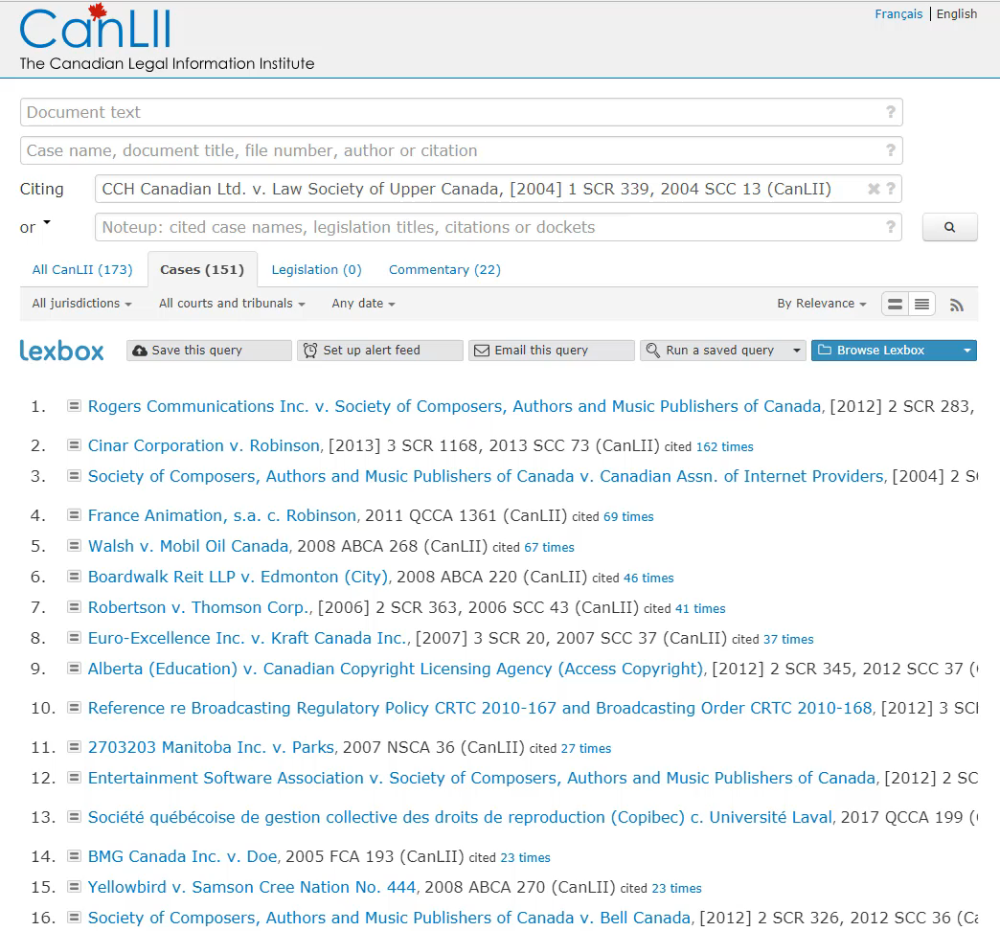 Français | English
CanLII
The Canadian Legal Information Institute
Document text ?
Case name, document title, file number, author or citation ?
Citing CCH Canadian Ltd. v. Law Society of Upper Canada, [2004] 1 SCR 339, 2004 SCC 13 (CanLII) ?
or Noteup: cited case names, legislation titles, citations or dockets ?
All CanLII (173) Cases (151) Legislation (0) Commentary (22)
All jurisdictions All courts and tribunals Any date By Relevance
lexbox Save this query Set up alert feed Email this query Run a saved query Browse Lexbox
1. Rogers Communications Inc. v. Society of Composers, Authors and Music Publishers of Canada, [2012] 2 SCR 283,
2. Cinar Corporation v. Robinson, [2013] 3 SCR 1168, 2013 SCC 73 (CanLII) cited 162 times
3. Society of Composers, Authors and Music Publishers of Canada v. Canadian Assn. of Internet Providers, [2004] 2
4. France Animation, s.a. c. Robinson, 2011 QCCA 1361 (CanLII) cited 69 times
5. Walsh v. Mobil Oil Canada, 2008 ABCA 268 (CanLII) cited 67 times
6. Boardwalk Reit LLP v. Edmonton (City), 2008 ABCA 220 (CanLII) cited 46 times
7. Robertson v. Thomson Corp., [2006] 2 SCR 363, 2006 SCC 43 (CanLII) cited 41 times
8. Euro-Excellence Inc. v. Kraft Canada Inc., [2007] 3 SCR 20, 2007 SCC 37 (CanLII) cited 37 times
9. Alberta (Education) v. Canadian Copyright Licensing Agency (Access Copyright), [2012] 2 SCR 345, 2012 SCC 37 (
10. Reference re Broadcasting Regulatory Policy CRTC 2010-167 and Broadcasting Order CRTC 2010-168, [2012] 3
11. 2703203 Manitoba Inc. v. Parks, 2007 NSCA 36 (CanLII) cited 27 times
12. Entertainment Software Association v. Society of Composers, Authors and Music Publishers of Canada, [2012] 2 SC
13. Société québécoise de gestion collective des droits de reproduction (Copibec) c. Université Laval, 2017 QCCA 199 (
14. BMG Canada Inc. v. Doe, 2005 FCA 193 (CanLII) cited 23 times
15. Yellowbird v. Samson Cree Nation No. 444, 2008 ABCA 270 (CanLII) cited 23 times
16. Society of Composers, Authors and Music Publishers of Canada v. Bell Canada, [2012] 2 SCR 326, 2012 SCC 36 (Ca